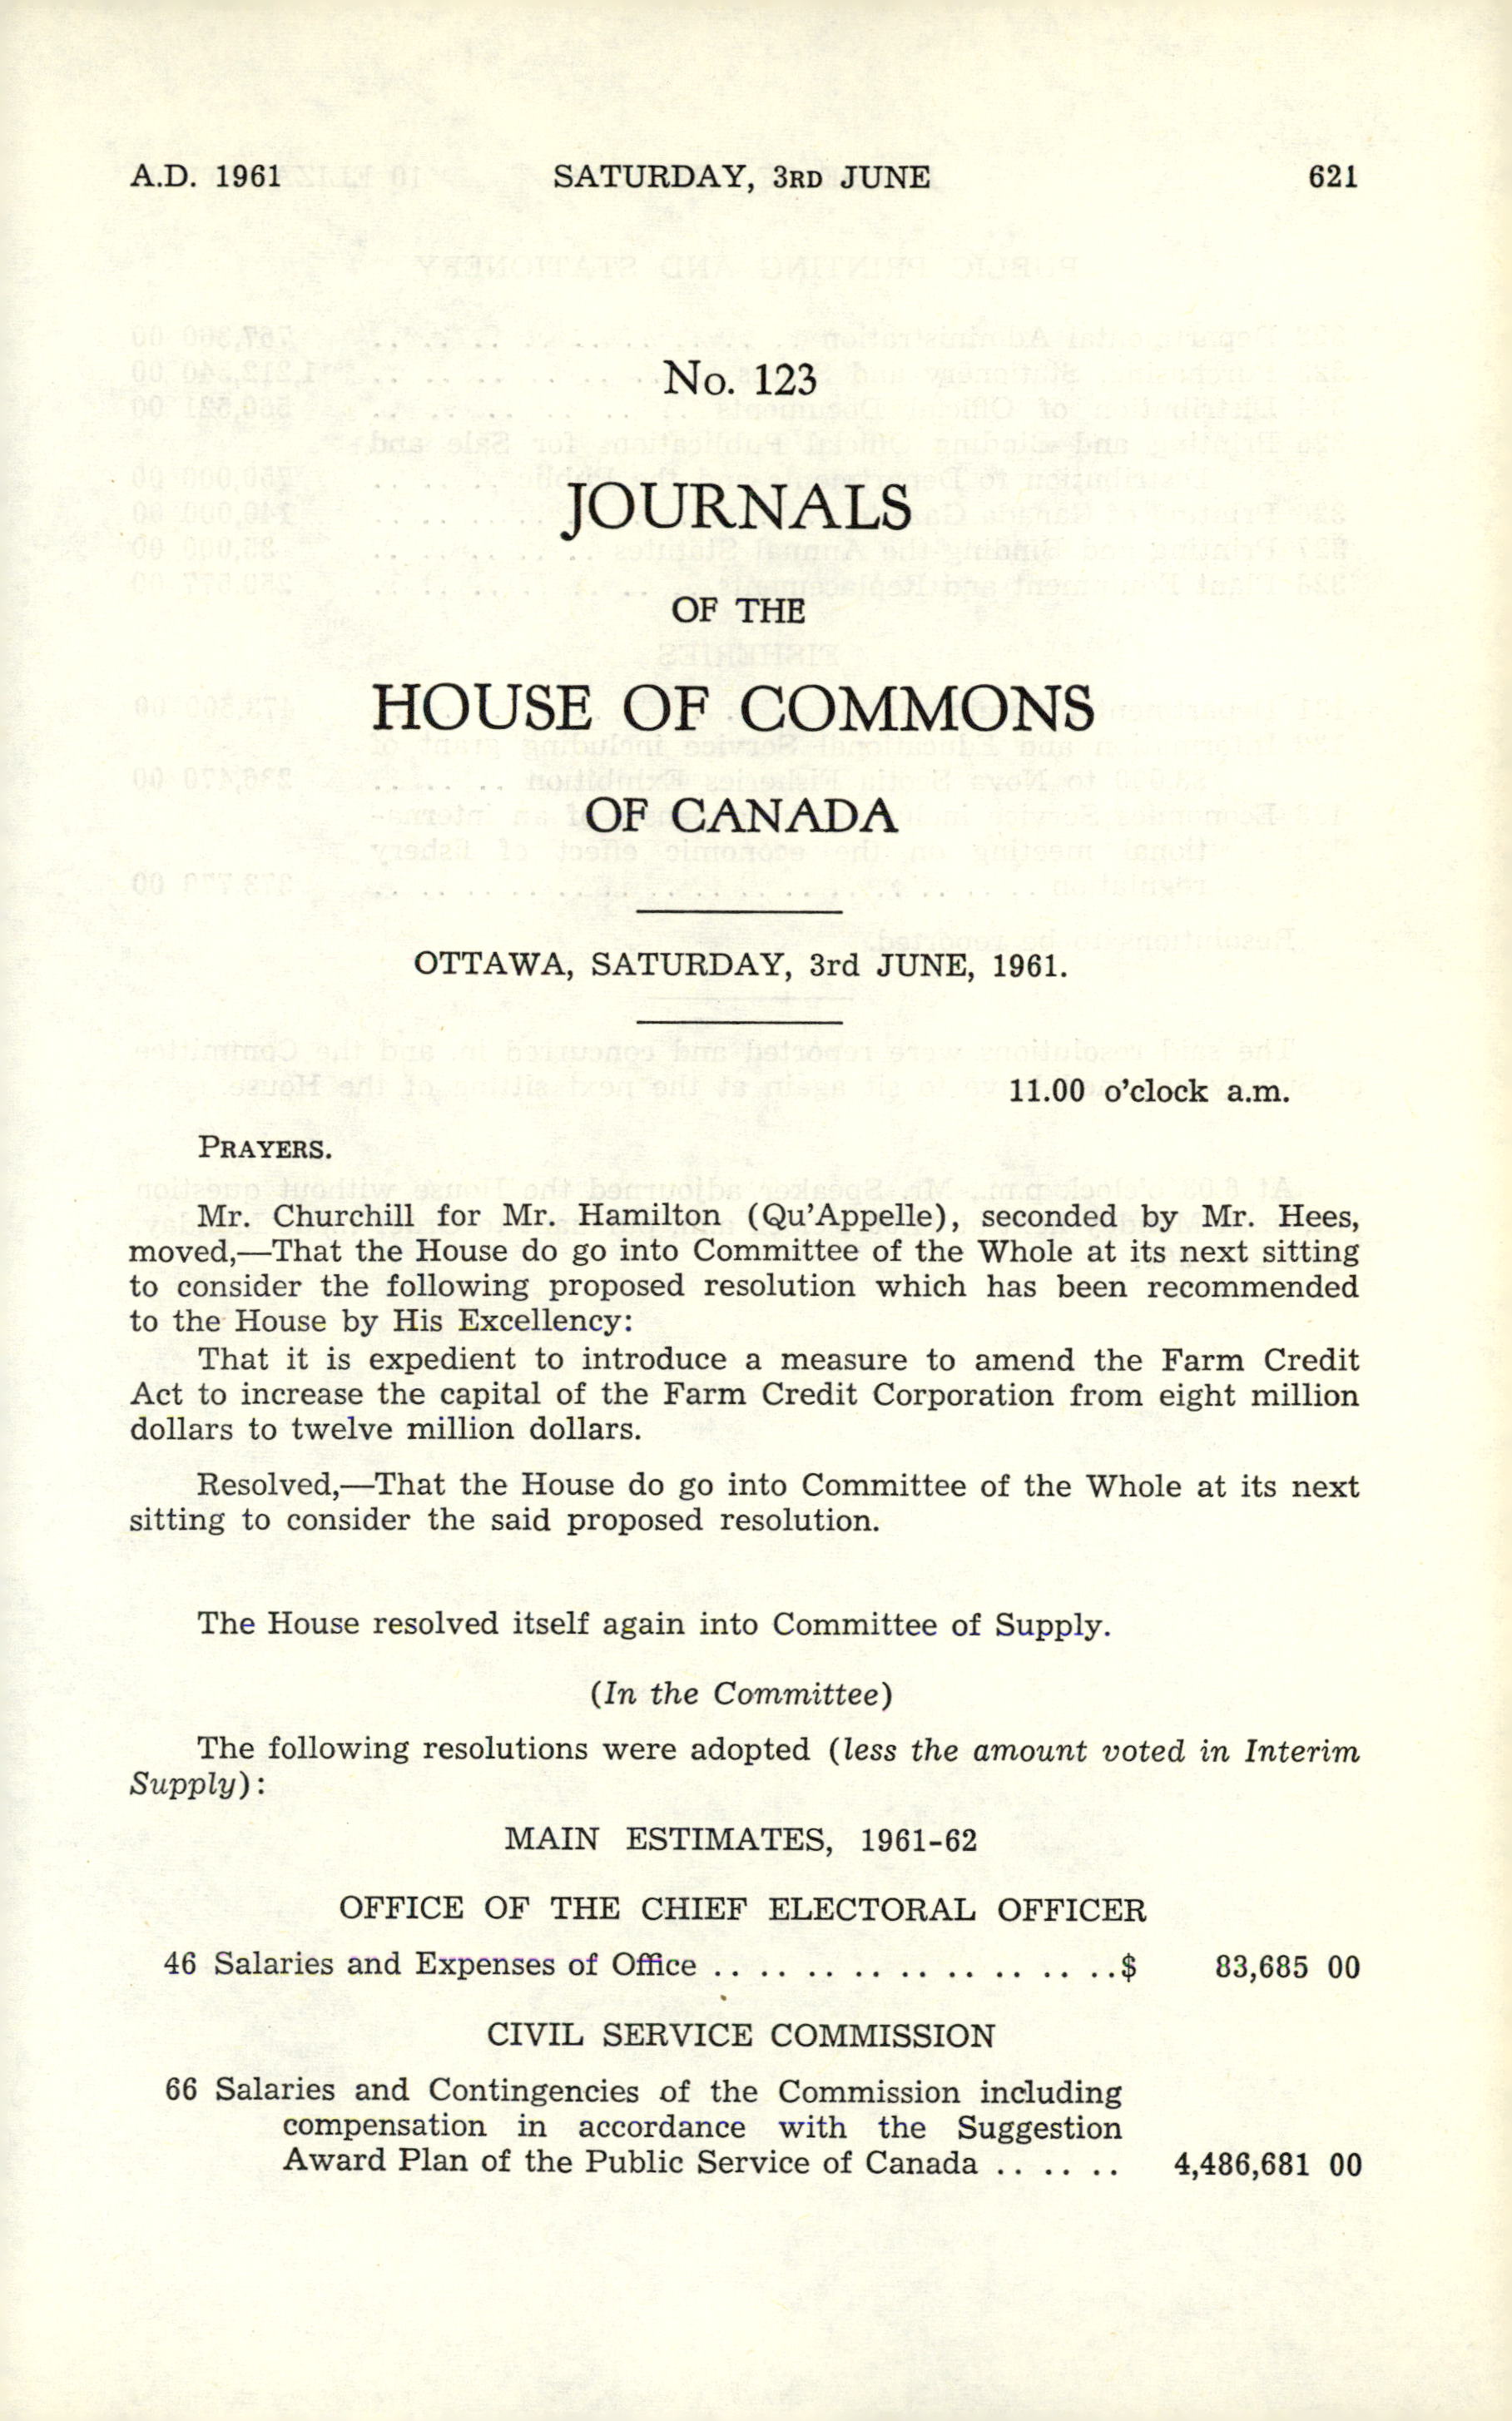 A.D. 1961 SATURDAY, 3RD JUNE 621
No. 123
JOURNALS
OF THE
HOUSE OF COMMONS
OF CANADA
OTTAWA, SATURDAY, 3rd JUNE, 1961.
11.00 o'clock a.m.
PRAYERS.
Mr. Churchill for Mr. Hamilton (Qu'Appelle), seconded by Mr. Hees,
moved,—That the House do go into Committee of the Whole at its next sitting
to consider the following proposed resolution which has been recommended
to the House by His Excellency:
That it is expedient to introduce a measure to amend the Farm Credit
Act to increase the capital of the Farm Credit Corporation from eight million
dollars to twelve million dollars.
Resolved,—That the House do go into Committee of the Whole at its next
sitting to consider the said proposed resolution.
The House resolved itself again into Committee of Supply.
(In the Committee)
The following resolutions were adopted (less the amount voted in Interim
Supply):
MAIN ESTIMATES, 1961-62
OFFICE OF THE CHIEF ELECTORAL OFFICER
46 Salaries and Expenses of Office .. .. .. .. .. .. .. .. ..$ 83,685 00
CIVIL SERVICE COMMISSION
66 Salaries and Contingencies of the Commission including
compensation in accordance with the Suggestion
Award Plan of the Public Service of Canada .. .. .. 4,486,681 00